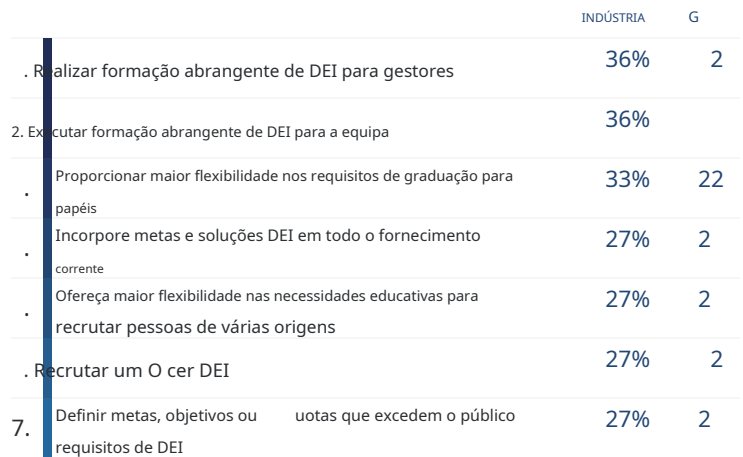 INDÚSTRIA G
. Realizar formação abrangente de DEI para gestores 36% 2
2. Executar formação abrangente de DEI para a equipa 36%
. Proporcionar maior flexibilidade nos requisitos de graduação para 33% 22
papéis
. Incorpore metas e soluções DEI em todo o fornecimento 27% 2
corrente
. Ofereça maior flexibilidade nas necessidades educativas para 27% 2
recrutar pessoas de várias origens
. Recrutar um O cer DEI 27% 2
7. Definir metas, objetivos ou uotas que excedem o público 27% 2
requisitos de DEI